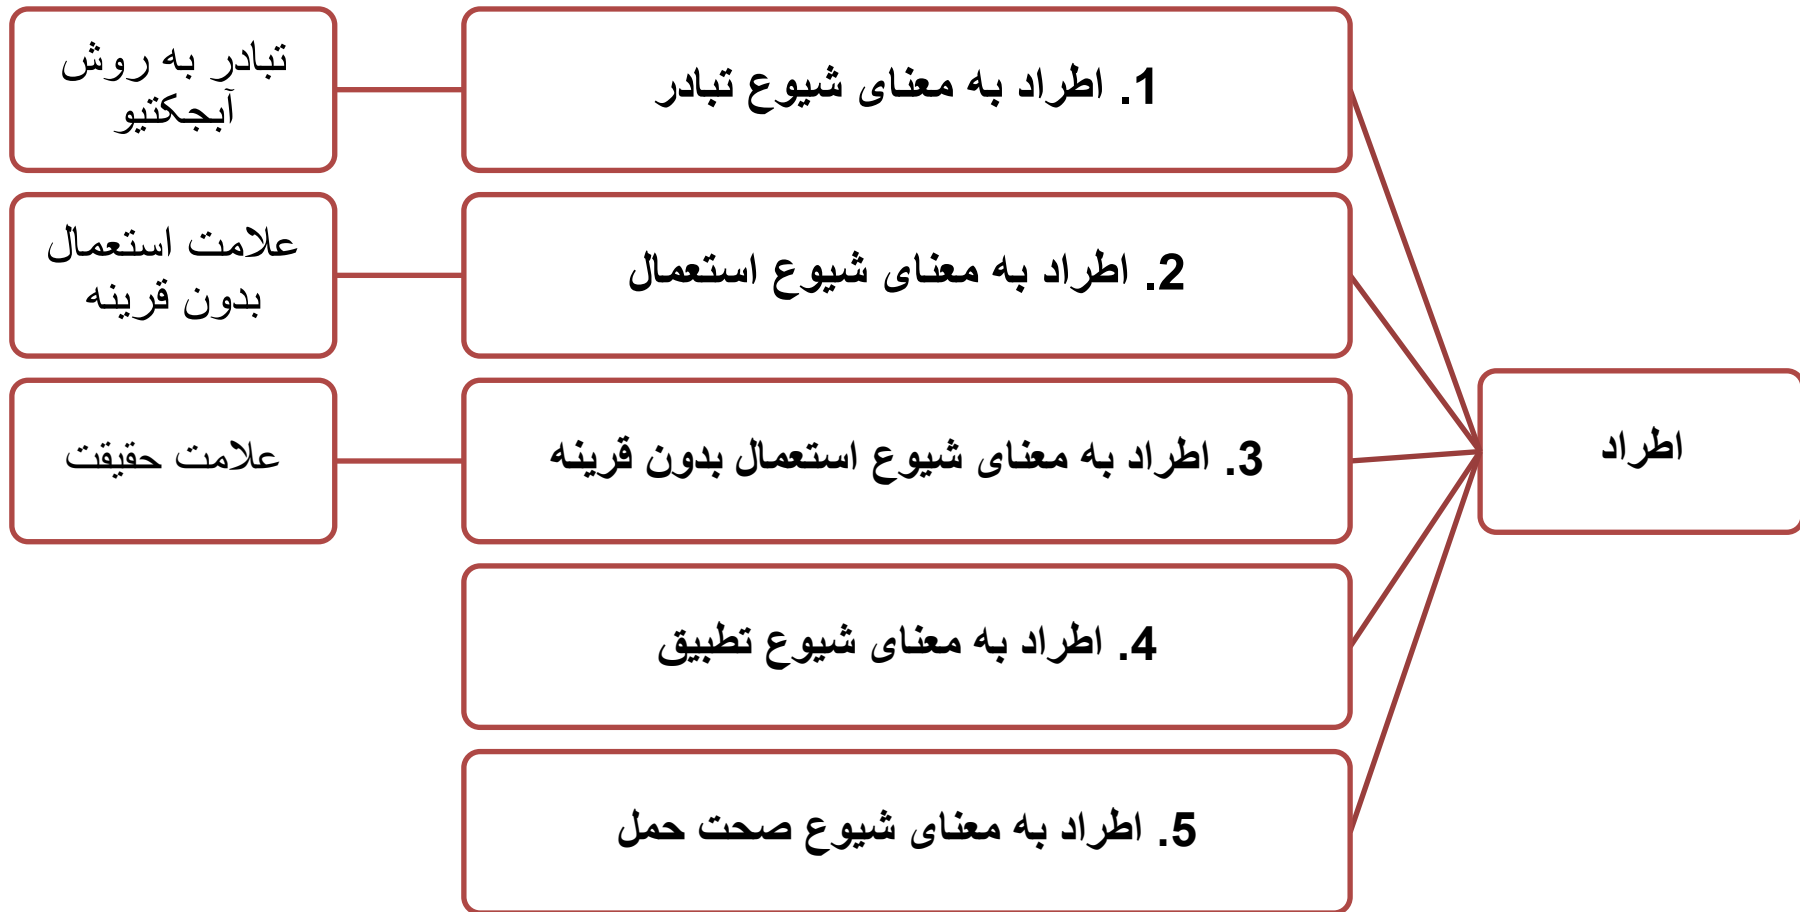 اطراد
1. اطراد به معنای شیوع تبادر
تبادر به روش
آبجکتیو
2. اطراد به معنای شیوع استعمال
علامت استعمال
بدون قرینه
3. اطراد به معنای شیوع استعمال بدون قرینه
علامت حقیقت
4. اطراد به معنای شیوع تطبیق
5. اطراد به معنای شیوع صحت حمل